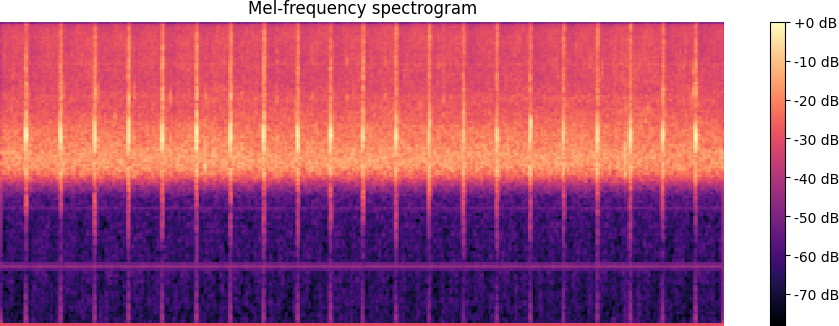 Mel-frequency spectrogram
+0 dB
-10 dB
-20 dB
-30 dB
-40 dB
-50 dB
-60 dB
-70 dB